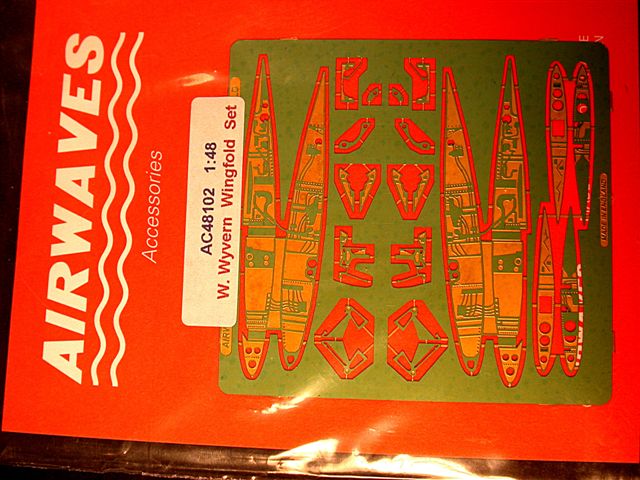 AIRWAVES
Accessories
AC48102 1:48
W. Wyvern Wingfold Set